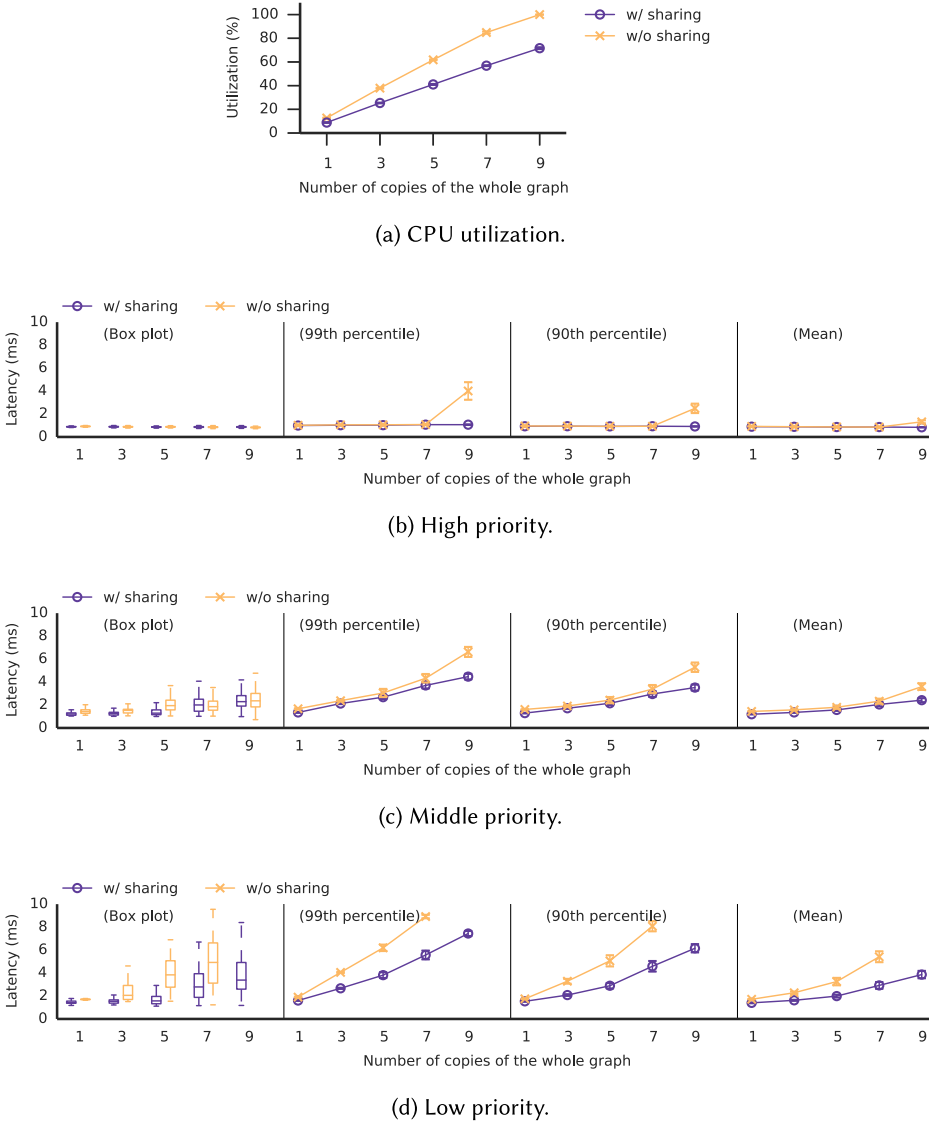 100
80
60
40
20
0
Utilization (%)
w/ sharing
w/o sharing
1 3 5 7 9
Number of copies of the whole graph
(a) CPU utilization.
w/ sharing w/o sharing
10
8
6
4
2
0
Latency (ms)
(Box plot) (99th percentile) (90th percentile) (Mean)
1 3 5 7 9 1 3 5 7 9 1 3 5 7 9 1 3 5 7 9
Number of copies of the whole graph
(b) High priority.
w/ sharing w/o sharing
10
8
6
4
2
0
Latency (ms)
(Box plot) (99th percentile) (90th percentile) (Mean)
1 3 5 7 9 1 3 5 7 9 1 3 5 7 9 1 3 5 7 9
Number of copies of the whole graph
(c) Middle priority.
w/ sharing w/o sharing
10
8
6
4
2
0
Latency (ms)
(Box plot) (99th percentile) (90th percentile) (Mean)
1 3 5 7 9 1 3 5 7 9 1 3 5 7 9 1 3 5 7 9
Number of copies of the whole graph
(d) Low priority.